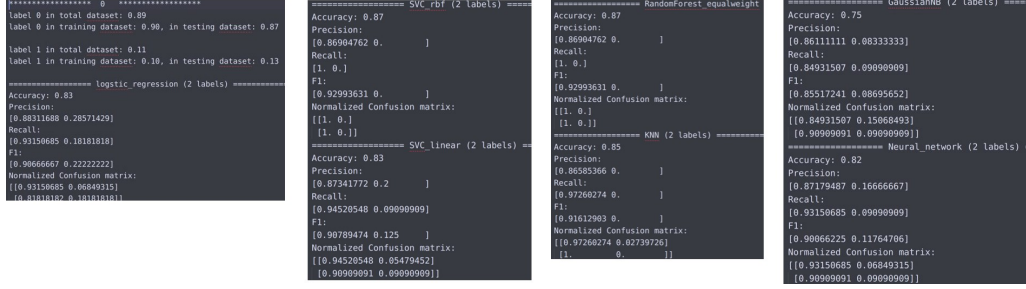 ****************** 0 ******************
label 0 in total dataset: 0.89
label 0 in training dataset: 0.90, in testing dataset: 0.87
label 1 in total dataset: 0.11
label 1 in training dataset: 0.10, in testing dataset: 0.13
================== logstic_regression (2 labels) ============
Accuracy: 0.83
Precision:
[0.88311688 0.28571429]
Recall:
[0.93150685 0.18181818]
F1:
[0.90666667 0.22222222]
Normalized Confusion matrix:
[[0.93150685 0.06849315]
[0.81818182 0.18181818]]
================== SVC_rbf (2 labels) =====
Accuracy: 0.87
Precision:
[0.86904762 0. ]
Recall:
[1. 0.]
F1:
[0.92993631 0. ]
Normalized Confusion matrix:
[[1. 0.]
[1. 0.]]
================== SVC_linear (2 labels) ==
Accuracy: 0.83
Precision:
[0.87341772 0.2 ]
Recall:
[0.94520548 0.09090909]
F1:
[0.90789474 0.125 ]
Normalized Confusion matrix:
[[0.94520548 0.05479452]
[0.90909091 0.09090909]]
================== RandomForest_equalweight
Accuracy: 0.87
Precision:
[0.86904762 0. ]
Recall:
[1. 0.]
F1:
[0.92993631 0. ]
Normalized Confusion matrix:
[[1. 0.]
[1. 0.]]
================== KNN (2 labels) ==========
Accuracy: 0.85
Precision:
[0.86585366 0. ]
Recall:
[0.97260274 0. ]
F1:
[0.91612903 0. ]
Normalized Confusion matrix:
[[0.97260274 0.02739726]
[1. 0. ]]
================== GaussianNB (2 labels) ====
Accuracy: 0.75
Precision:
[0.86111111 0.08333333]
Recall:
[0.84931507 0.09090909]
F1:
[0.85517241 0.08695652]
Normalized Confusion matrix:
[[0.84931507 0.15068493]
[0.90909091 0.09090909]]
================== Neural_network (2 labels) =
Accuracy: 0.82
Precision:
[0.87179487 0.16666667]
Recall:
[0.93150685 0.09090909]
F1:
[0.90066225 0.11764706]
Normalized Confusion matrix:
[[0.93150685 0.06849315]
[0.90909091 0.09090909]]